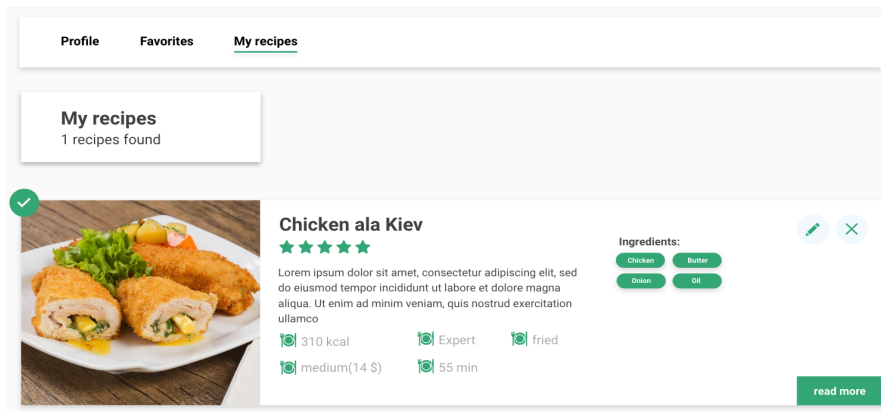 Profile Favorites My recipes
My recipes
1 recipes found
Chicken ala Kiev
Lorem ipsum dolor sit amet, consectetur adipiscing elit, sed
do eiusmod tempor incididunt ut labore et dolore magna
aliqua. Ut enim ad minim veniam, quis nostrud exercitation
ullamco
310 kcal Expert fried
medium(14 $) 55 min
Ingredients:
Chicken Butter
Onion Oil
read more